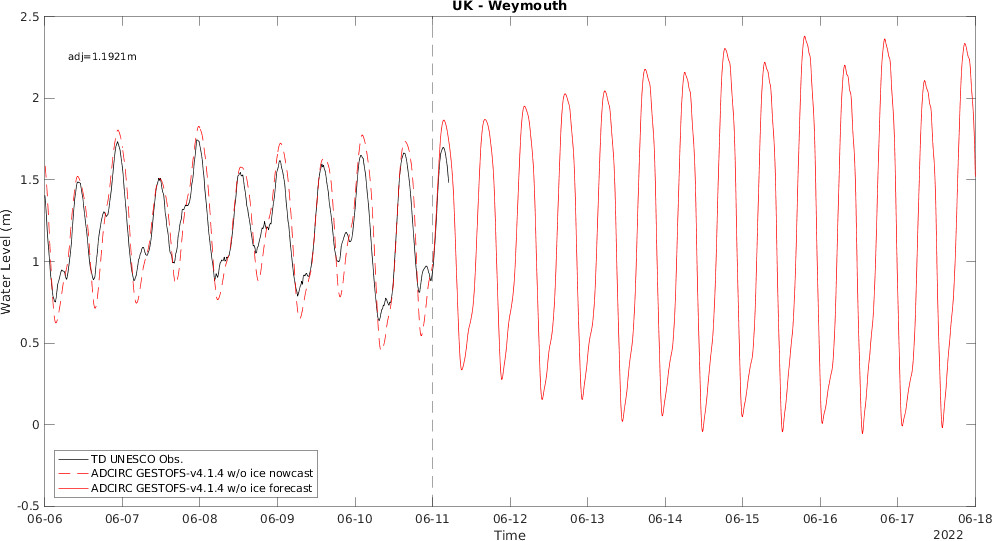 UK - Weymouth
adj=1.1921m
Water Level (m)
2.5
2
1.5
1
0.5
0
-0.5
TD UNESCO Obs.
ADCIRC GESTOFS-v4.1.4 w/o ice nowcast
ADCIRC GESTOFS-v4.1.4 w/o ice forecast
06-06 06-07 06-08 06-09 06-10 06-11 06-12 06-13 06-14 06-15 06-16 06-17 06-18
Time
2022